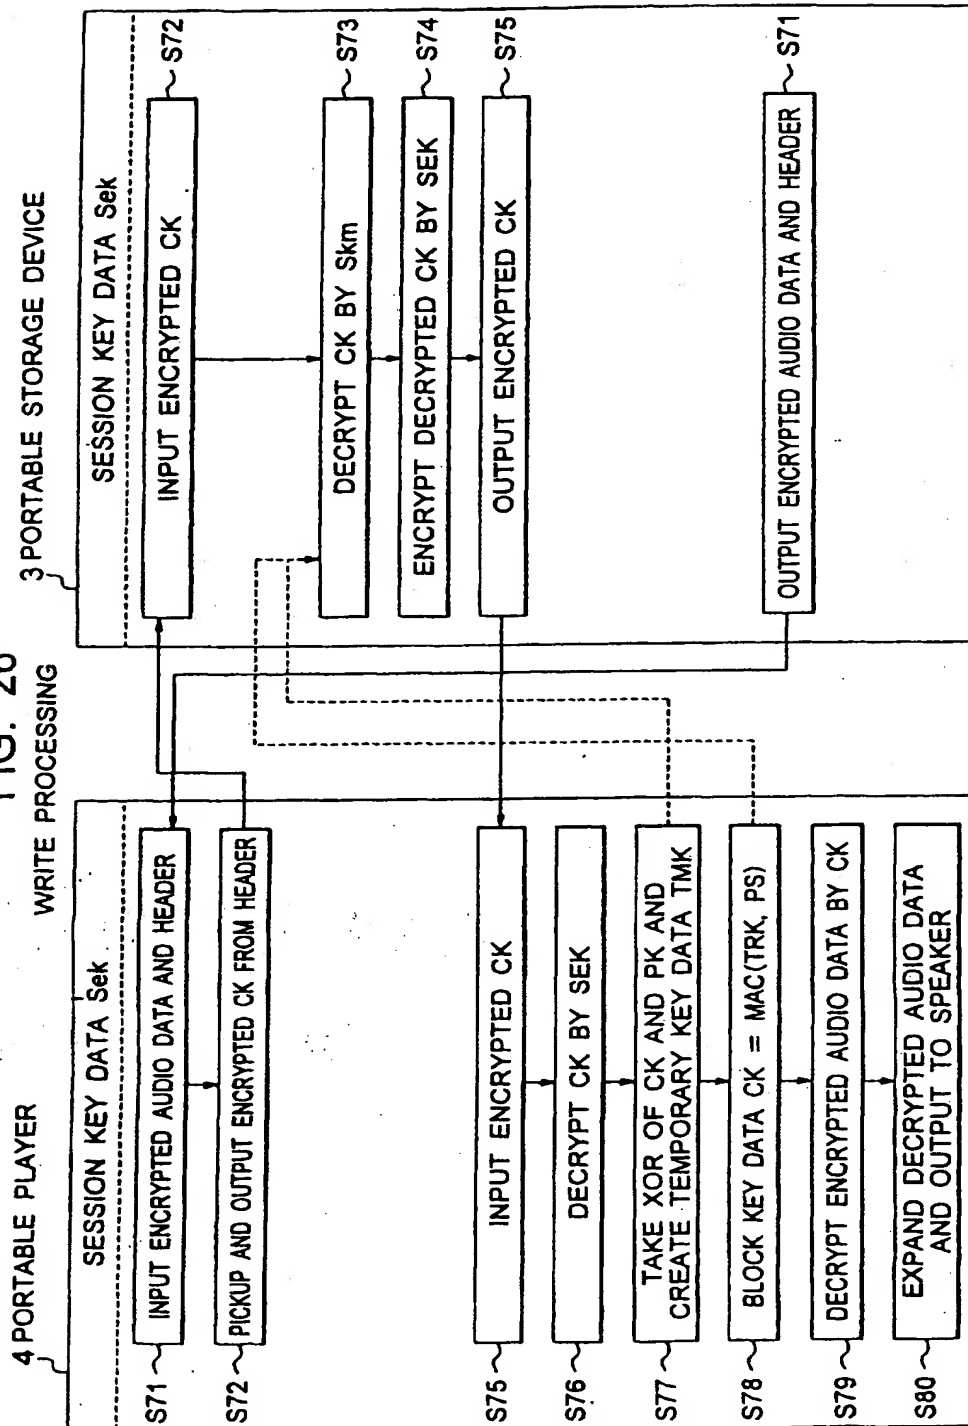 FIG. 26
WRITE PROCESSING
4 PORTABLE PLAYER
SESSION KEY DATA Sek
S71
INPUT ENCRYPTED AUDIO DATA AND HEADER
S72
PICKUP AND OUTPUT ENCRYPTED CK FROM HEADER
S75
INPUT ENCRYPTED CK
S76
DECRYPT CK BY SEK
S77
TAKE XOR OF CK AND PK AND
CREATE TEMPORARY KEY DATA TMK
S78
BLOCK KEY DATA CK = MAC(TRK, PS)
S79
DECRYPT ENCRYPTED AUDIO DATA BY CK
S80
EXPAND DECRYPTED AUDIO DATA
AND OUTPUT TO SPEAKER
3 PORTABLE STORAGE DEVICE
SESSION KEY DATA Sek
INPUT ENCRYPTED CK
S72
DECRYPT CK BY Skm
S73
ENCRYPT DECRYPTED CK BY SEK
S74
OUTPUT ENCRYPTED CK
S75
OUTPUT ENCRYPTED AUDIO DATA AND HEADER
S71